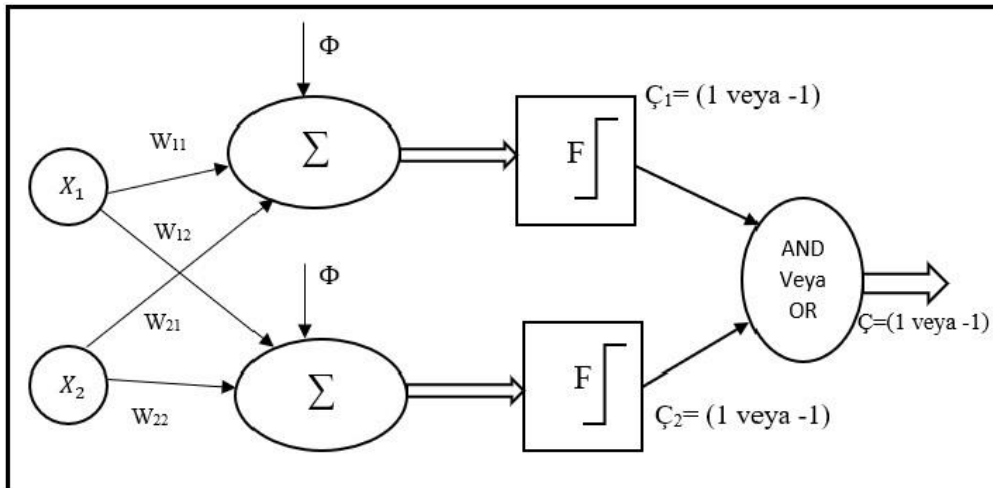 Φ
Ç₁= (1 veya -1)
W₁₁
∑
F
X₁
W₁₂
AND
Veya
OR
Φ
W₂₁
Ç=(1 veya -1)
X₂
∑
F
W₂₂
Ç₂= (1 veya -1)